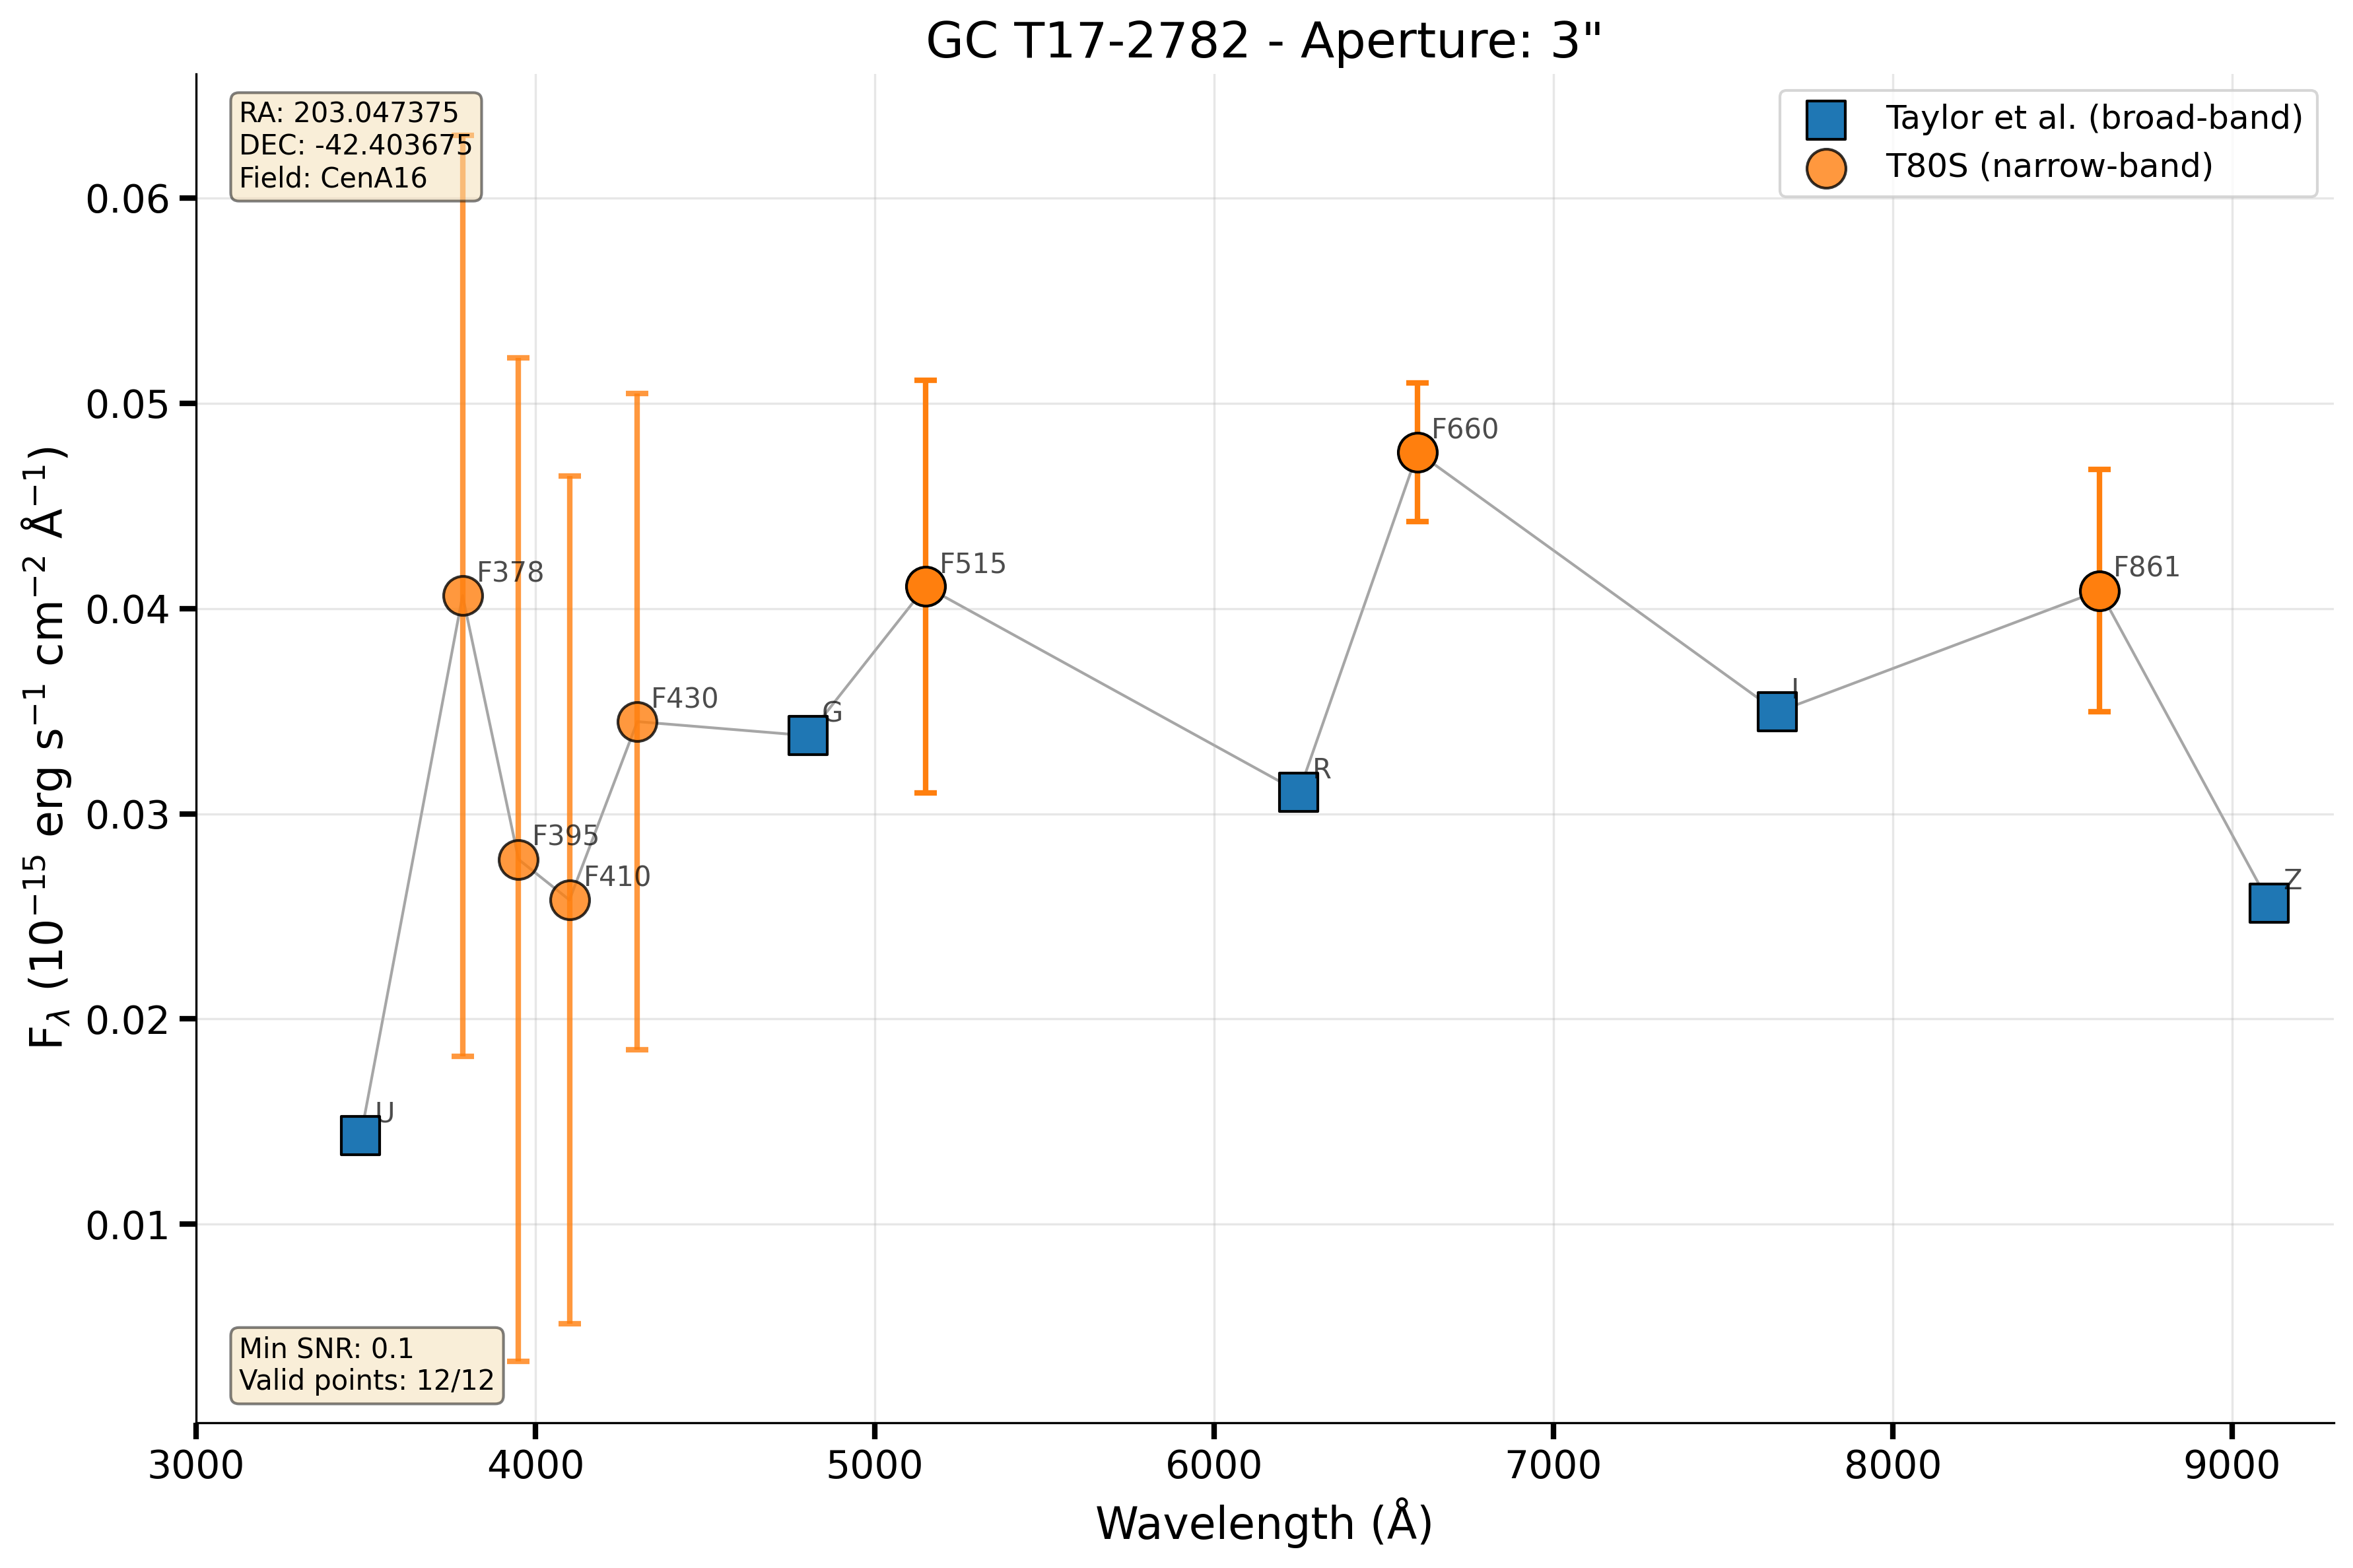 GC T17-2782 - Aperture: 3"
RA: 203.047375
DEC: -42.403675
Field: CenA16
Taylor et al. (broad-band)
T80S (narrow-band)
F_λ (10⁻¹⁵ erg s⁻¹ cm⁻² Å⁻¹)
0.06
0.05
0.04
0.03
0.02
0.01
U
F378
F395
F410
F430
G
F515
R
F660
I
F861
Z
Min SNR: 0.1
Valid points: 12/12
3000
4000
5000
6000
7000
8000
9000
Wavelength (Å)